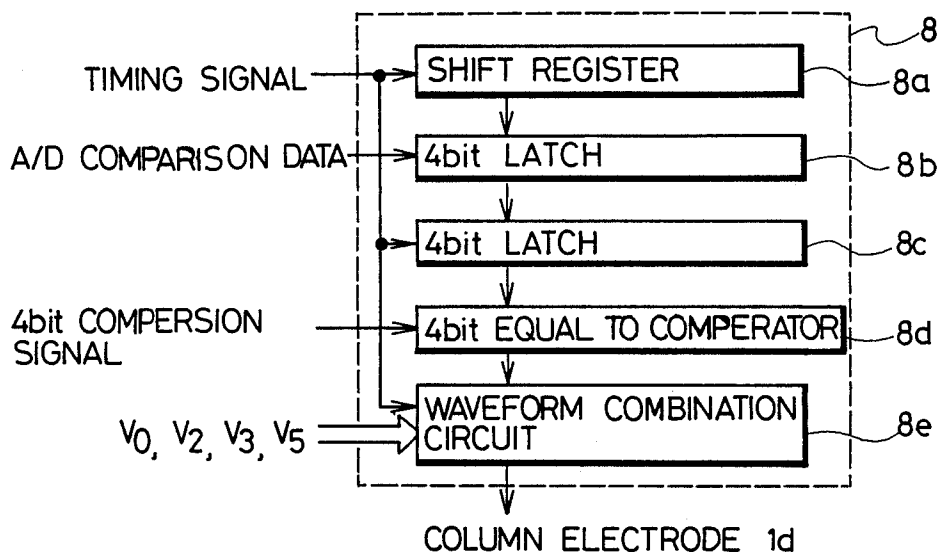 8
TIMING SIGNAL
SHIFT REGISTER
8a
A/D COMPARISON DATA
4bit LATCH
8b
4bit LATCH
8c
4bit COMPERSION
SIGNAL
4bit EQUAL TO COMPERATOR
8d
WAVEFORM COMBINATION
CIRCUIT
V0, V2, V3, V5
8e
COLUMN ELECTRODE 1d